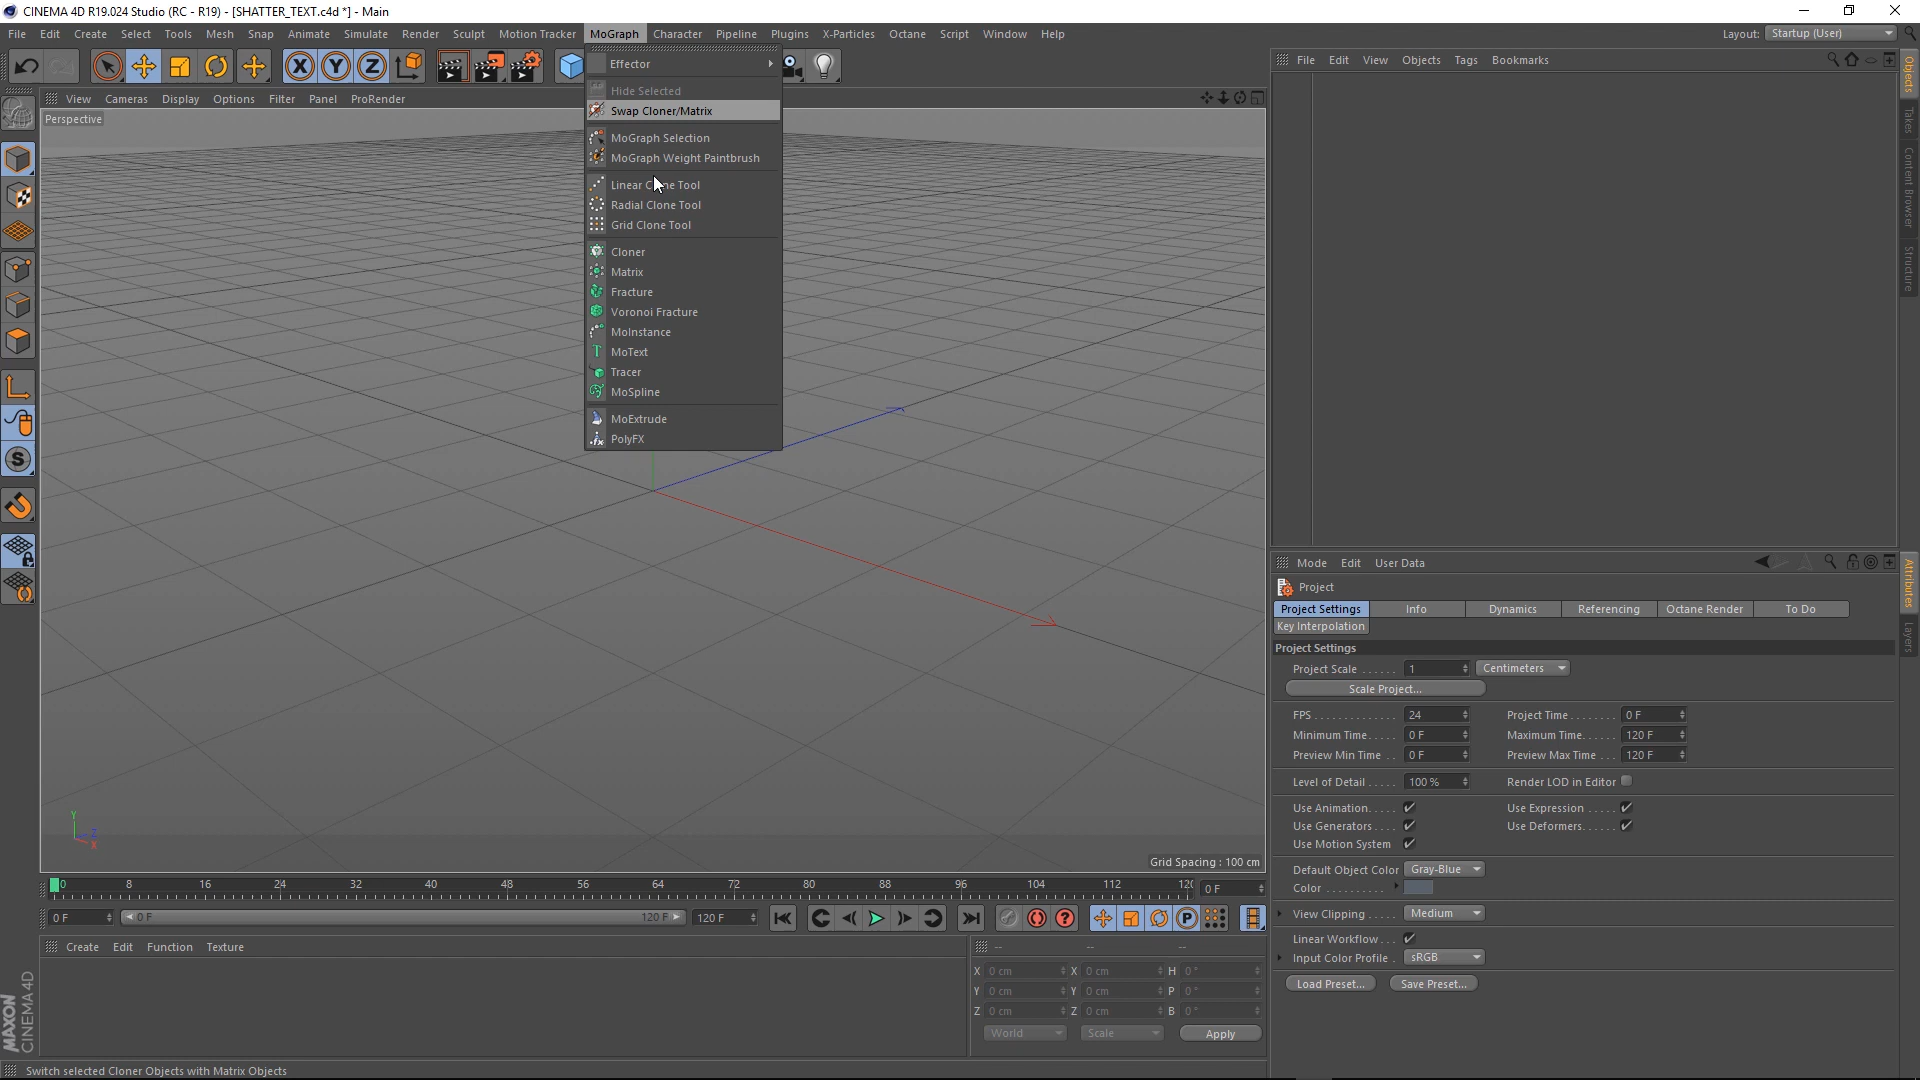 CINEMA 4D R19.024 Studio (RC - R19) - [SHATTER_TEXT.c4d *] - Main
File Edit Create Select Tools Mesh Snap Animate Simulate Render Sculpt Motion Tracker MoGraph Character Pipeline Plugins X-Particles Octane Script Window Help
Layout: Startup (User)
View Cameras Display Options Filter Panel ProRender
Perspective
Effector
Hide Selected
Swap Cloner/Matrix
MoGraph Selection
MoGraph Weight Paintbrush
Linear C ne Tool
Radial Clone Tool
Grid Clone Tool
Cloner
Matrix
Fracture
Voronoi Fracture
MoInstance
MoText
Tracer
MoSpline
MoExtrude
PolyFX
Y
Z
X
Grid Spacing : 100 cm
File Edit View Objects Tags Bookmarks
Objects
Takes
Content Browser
Structure
Mode Edit User Data
Attributes
Layers
Project
Project Settings Info Dynamics Referencing Octane Render To Do
Key Interpolation
Project Settings
Project Scale ...... 1 Centimeters
Scale Project...
FPS............. 24 Project Time....... 0 F
Minimum Time..... 0 F Maximum Time...... 120 F
Preview Min Time .. 0 F Preview Max Time ... 120 F
Level of Detail ..... 100 % Render LOD in Editor
Use Animation..... Use Expression .....
Use Generators.... Use Deformers......
Use Motion System
Default Object Color Gray-Blue
Color ..........
View Clipping ..... Medium
Linear Workflow...
Input Color Profile . sRGB
Load Preset... Save Preset...
0 8 16 24 32 40 48 56 64 72 80 88 96 104 112 120
0 F
0 F 0 F 120 F 120 F
Create Edit Function Texture
-- -- --
X 0 cm X 0 cm H 0 °
Y 0 cm Y 0 cm P 0 °
Z 0 cm Z 0 cm B 0 °
World Scale Apply
MAXON
CINEMA 4D
Switch selected Cloner Objects with Matrix Objects